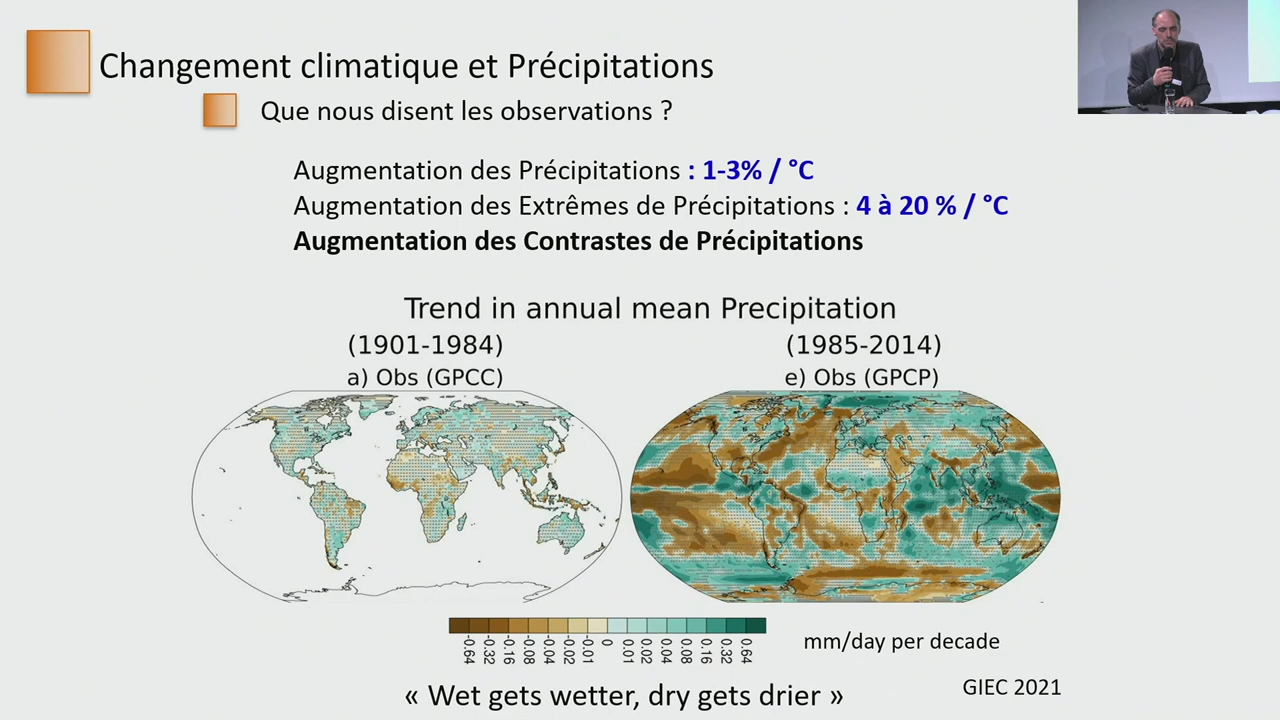 Changement climatique et Précipitations
Que nous disent les observations ?
Augmentation des Précipitations : 1-3% / °C
Augmentation des Extrêmes de Précipitations : 4 à 20 % / °C
Augmentation des Contrastes de Précipitations
Trend in annual mean Precipitation
(1901-1984) (1985-2014)
a) Obs (GPCC) e) Obs (GPCP)
-0.64 -0.32 -0.16 -0.08 -0.04 -0.02 -0.01 0 0.01 0.02 0.04 0.08 0.16 0.32 0.64
mm/day per decade
« Wet gets wetter, dry gets drier »
GIEC 2021